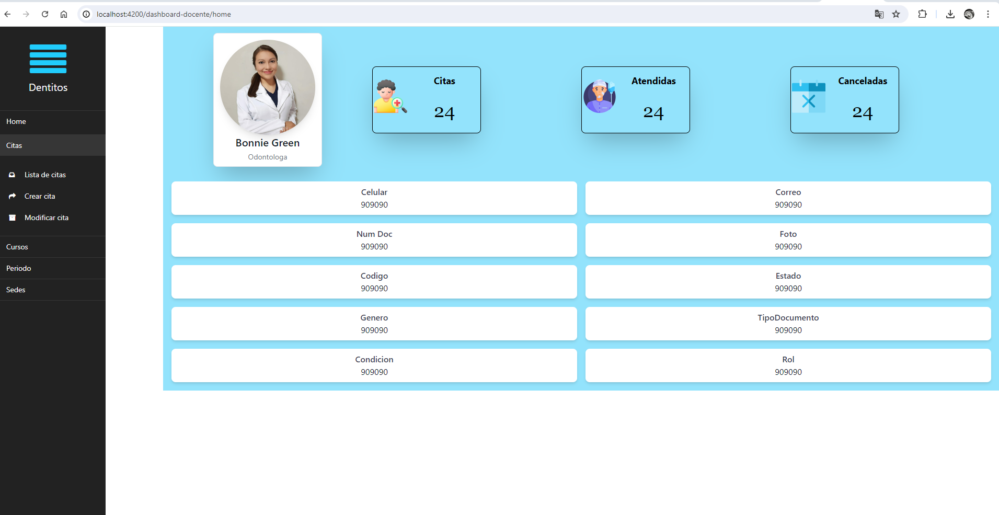 localhost:4200/dashboard-docente/home
Dentitos
Home
Citas
Lista de citas
Crear cita
Modificar cita
Cursos
Periodo
Sedes
Bonnie Green
Odontologa
Citas
24
Atendidas
24
Canceladas
24
Celular
909090
Correo
909090
Num Doc
909090
Foto
909090
Codigo
909090
Estado
909090
Genero
909090
TipoDocumento
909090
Condicion
909090
Rol
909090